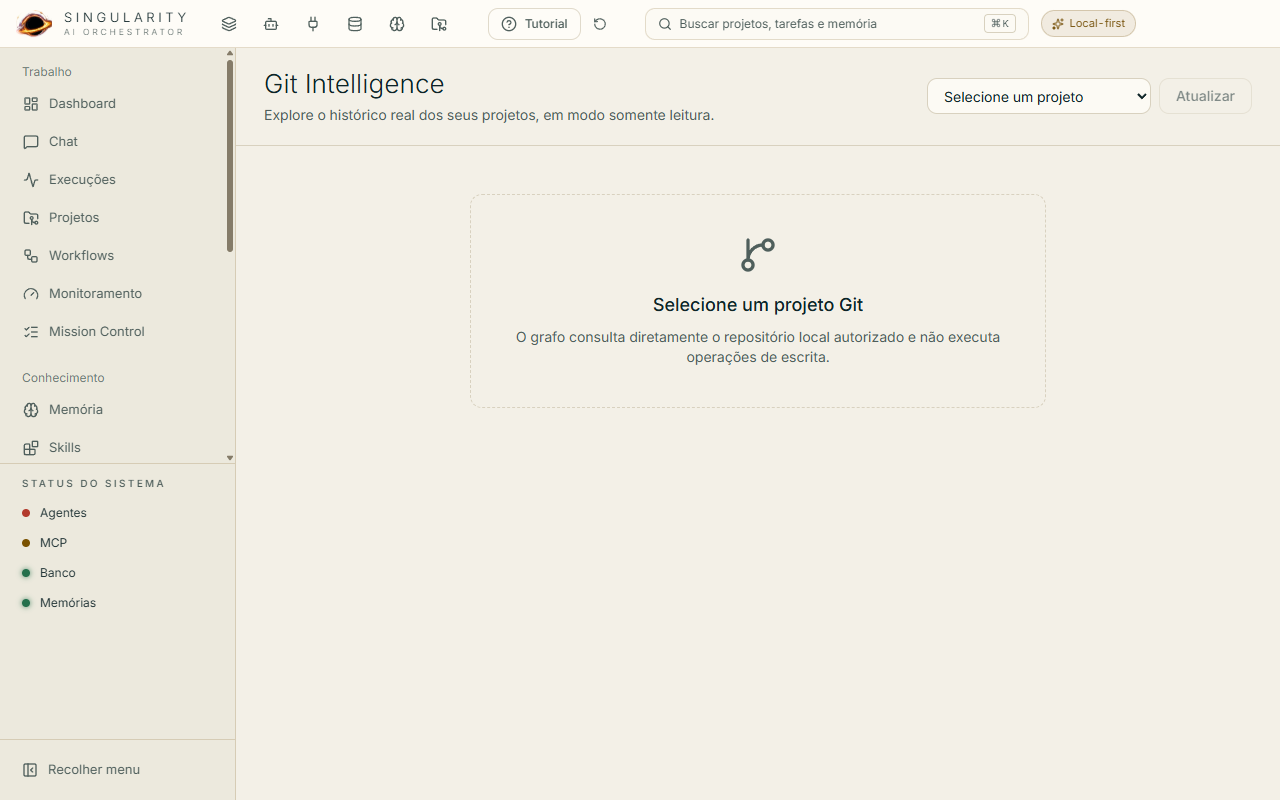 SINGULARITY
AI ORCHESTRATOR
Tutorial
Buscar projetos, tarefas e memória
⌘K
Local-first
Trabalho
Dashboard
Chat
Execuções
Projetos
Workflows
Monitoramento
Mission Control
Conhecimento
Memória
Skills
STATUS DO SISTEMA
Agentes
MCP
Banco
Memórias
Recolher menu
Git Intelligence
Explore o histórico real dos seus projetos, em modo somente leitura.
Selecione um projeto
Atualizar
Selecione um projeto Git
O grafo consulta diretamente o repositório local autorizado e não executa
operações de escrita.